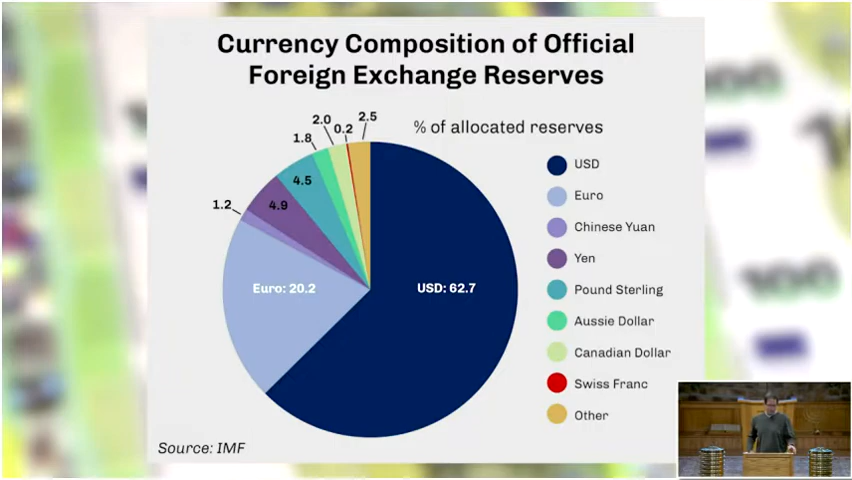 Currency Composition of Official
Foreign Exchange Reserves
% of allocated reserves
2.5
0.2
2.0
1.8
4.5
4.9
1.2
Euro: 20.2
USD: 62.7
USD
Euro
Chinese Yuan
Yen
Pound Sterling
Aussie Dollar
Canadian Dollar
Swiss Franc
Other
Source: IMF
100
100